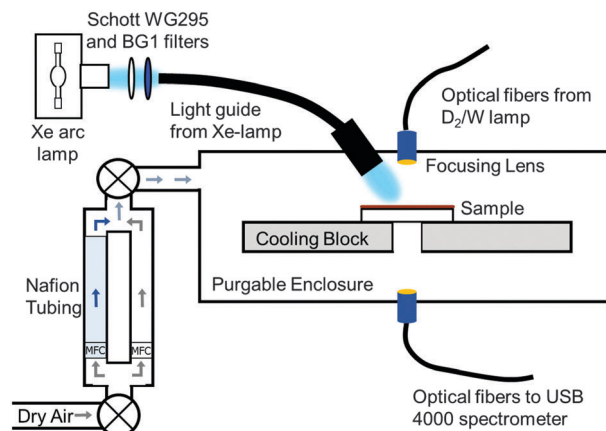 Schott WG295
and BG1 filters
Xe arc
lamp
Light guide
from Xe-lamp
Optical fibers from
D₂/W lamp
Focusing Lens
Sample
Cooling Block
Purgable Enclosure
Nafion
Tubing
MFC
MFC
Dry Air
Optical fibers to USB
4000 spectrometer